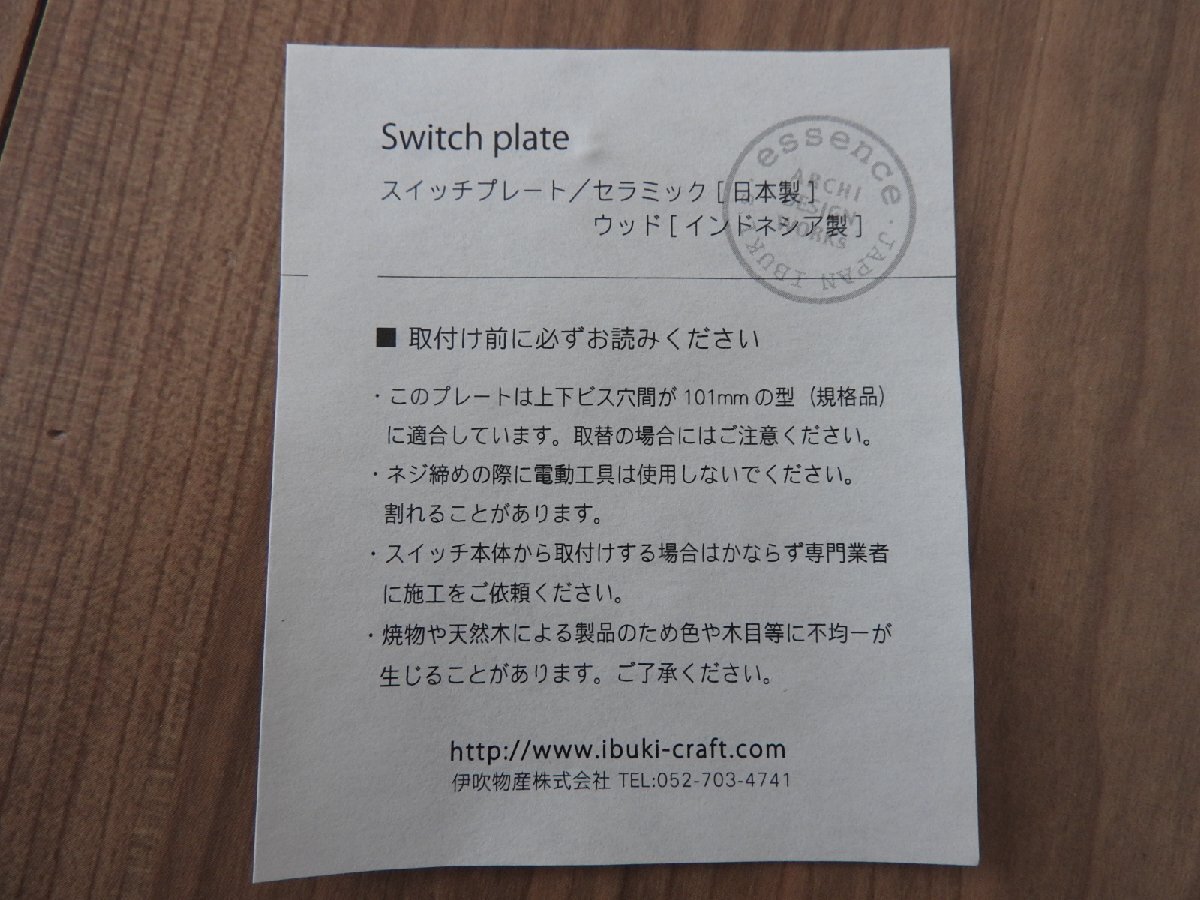 Switch plate
スイッチプレート／セラミック [ 日本製 ]
ウッド [ インドネシア製 ]
essence
ARCHI
DESIGN
WORKS
・JAPAN IBUKI・
■ 取付け前に必ずお読みください
・このプレートは上下ビス穴間が 101mm の型（規格品）
に適合しています。取替の場合にはご注意ください。
・ネジ締めの際に電動工具は使用しないでください。
割れることがあります。
・スイッチ本体から取付けする場合はかならず専門業者
に施工をご依頼ください。
・焼物や天然木による製品のため色や木目等に不均一が
生じることがあります。ご了承ください。
http://www.ibuki-craft.com
伊吹物産株式会社 TEL:052-703-4741